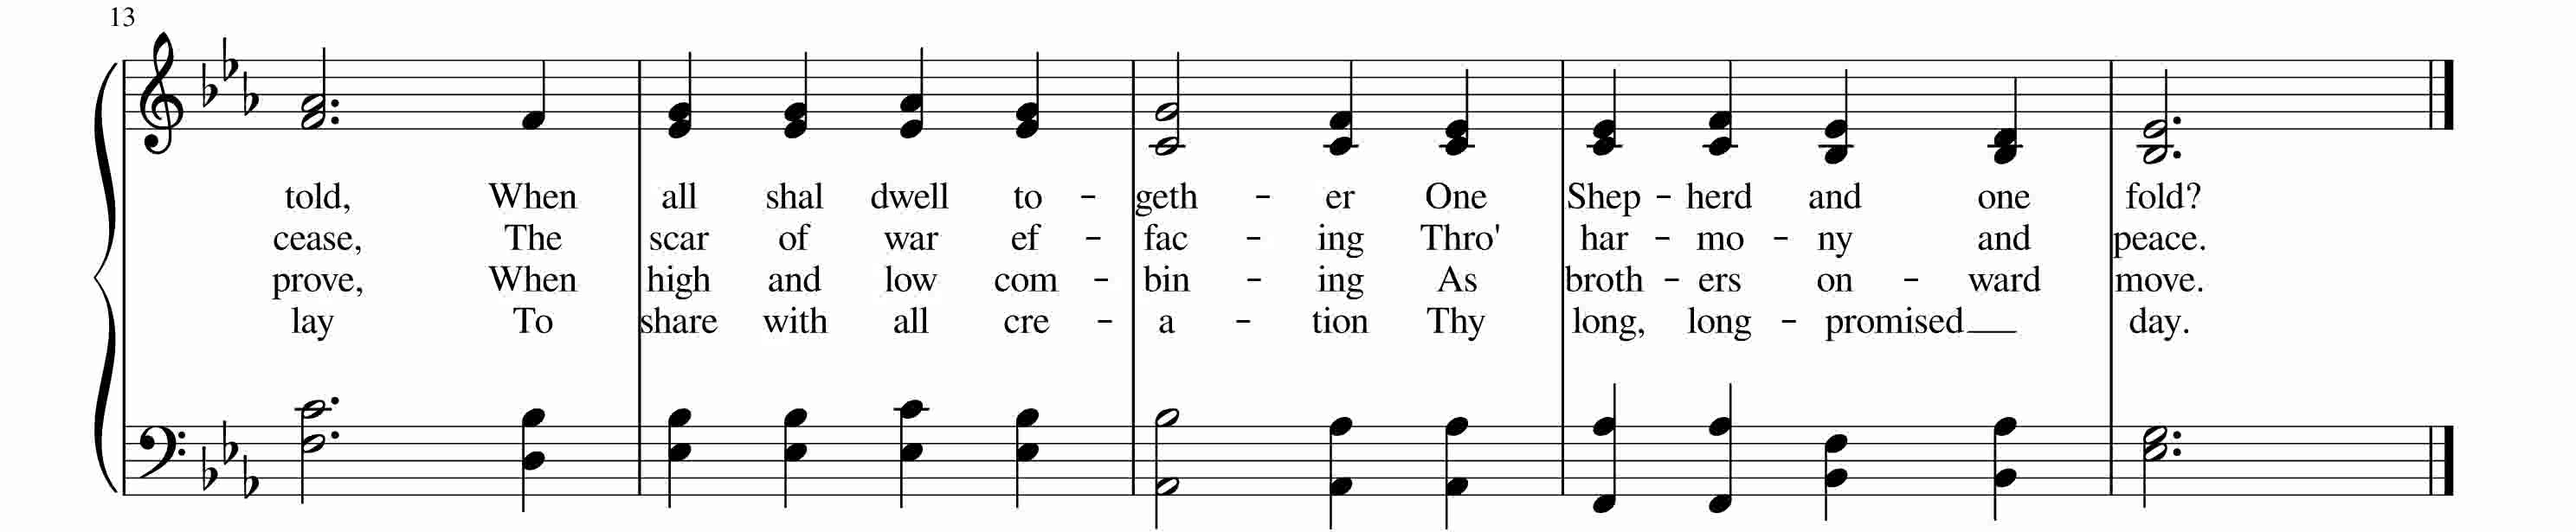 13
told, When all shal dwell to - geth - er One Shep - herd and one fold?
cease, The scar of war ef - fac - ing Thro' har - mo - ny and peace.
prove, When high and low com - bin - ing As broth - ers on - ward move.
lay To share with all cre - a - tion Thy long, long - promised__ day.